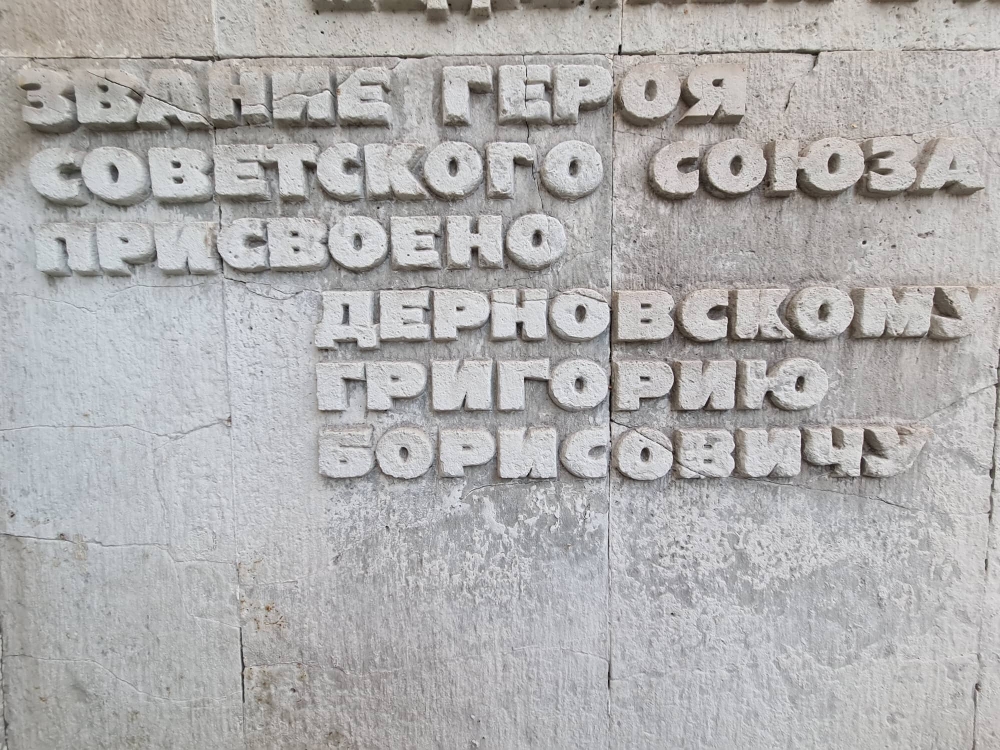 ЗВАНИЕ ГЕРОЯ
СОВЕТСКОГО СОЮЗА
ПРИСВОЕНО
ДЕРНОВСКОМУ
ГРИГОРИЮ
БОРИСОВИЧУ